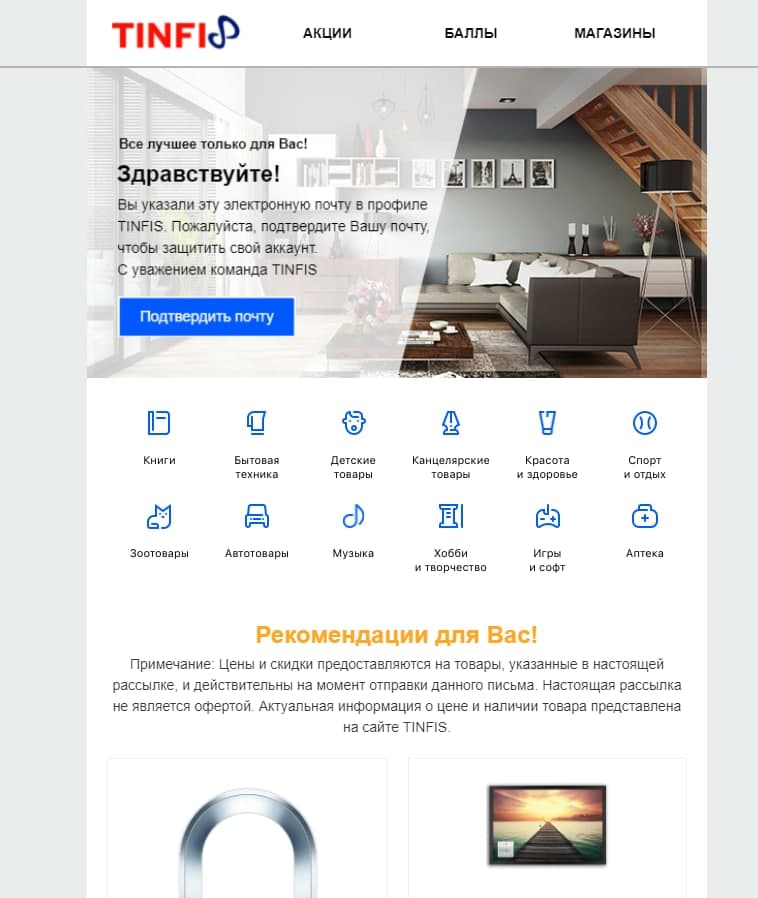 TINFIS
АКЦИИ
БАЛЛЫ
МАГАЗИНЫ
Все лучшее только для Вас!
Здравствуйте!
Вы указали эту электронную почту в профиле
TINFIS. Пожалуйста, подтвердите Вашу почту,
чтобы защитить свой аккаунт.
С уважением команда TINFIS
Подтвердить почту
Книги
Бытовая
техника
Детские
товары
Канцелярские
товары
Красота
и здоровье
Спорт
и отдых
Зоотовары
Автотовары
Музыка
Хобби
и творчество
Игры
и софт
Аптека
Рекомендации для Вас!
Примечание: Цены и скидки предоставляются на товары, указанные в настоящей
рассылке, и действительны на момент отправки данного письма. Настоящая рассылка
не является офертой. Актуальная информация о цене и наличии товара представлена
на сайте TINFIS.